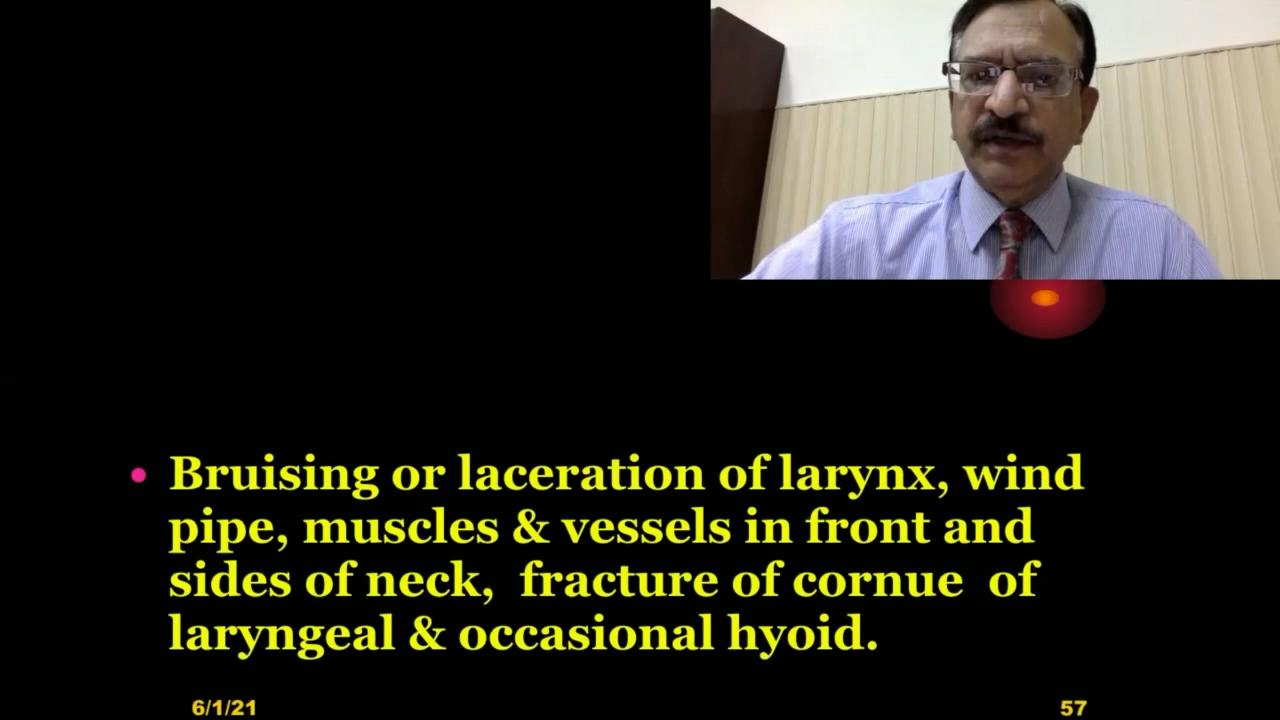 Bruising or laceration of larynx, wind
pipe, muscles & vessels in front and
sides of neck, fracture of cornue of
laryngeal & occasional hyoid.
6/1/21
57